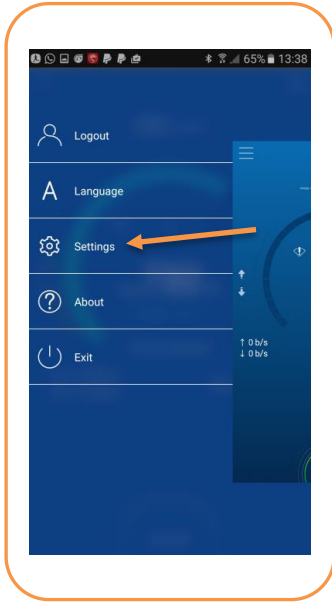 65% 13:38
Logout
A Language
Settings
? About
Exit
↑ 0 b/s
↓ 0 b/s